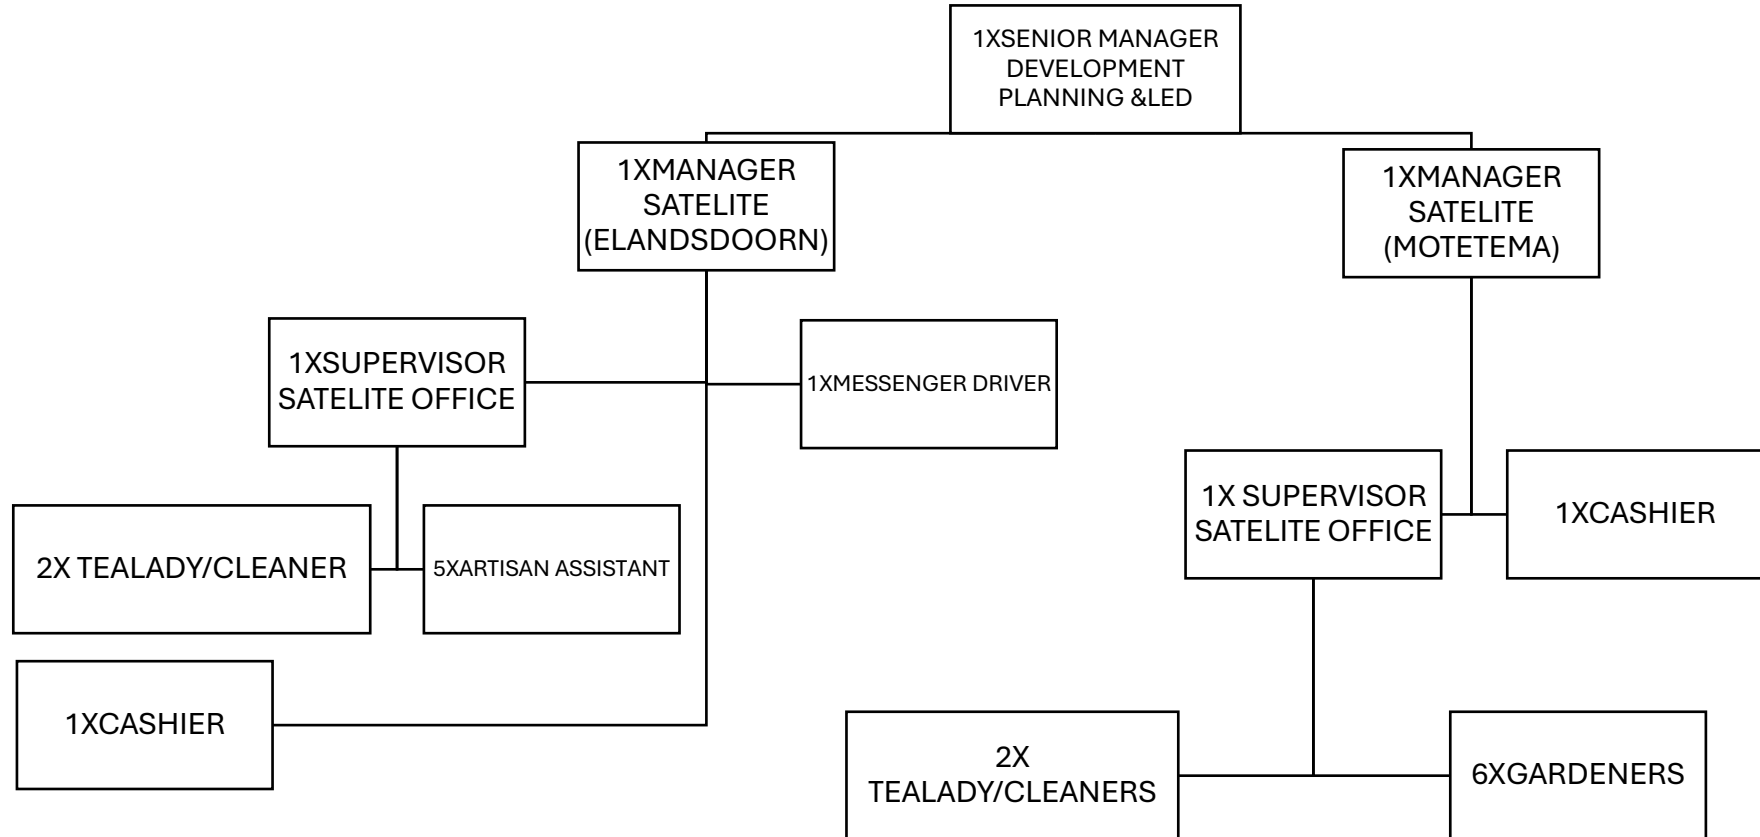 1XSENIOR MANAGER
DEVELOPMENT
PLANNING &LED
1XMANAGER
SATELITE
(ELANDSDOORN)
1XMANAGER
SATELITE
(MOTETEMA)
1XSUPERVISOR
SATELITE OFFICE
1XMESSENGER DRIVER
1X SUPERVISOR
SATELITE OFFICE
1XCASHIER
2X TEALADY/CLEANER
5XARTISAN ASSISTANT
1XCASHIER
2X
TEALADY/CLEANERS
6XGARDENERS